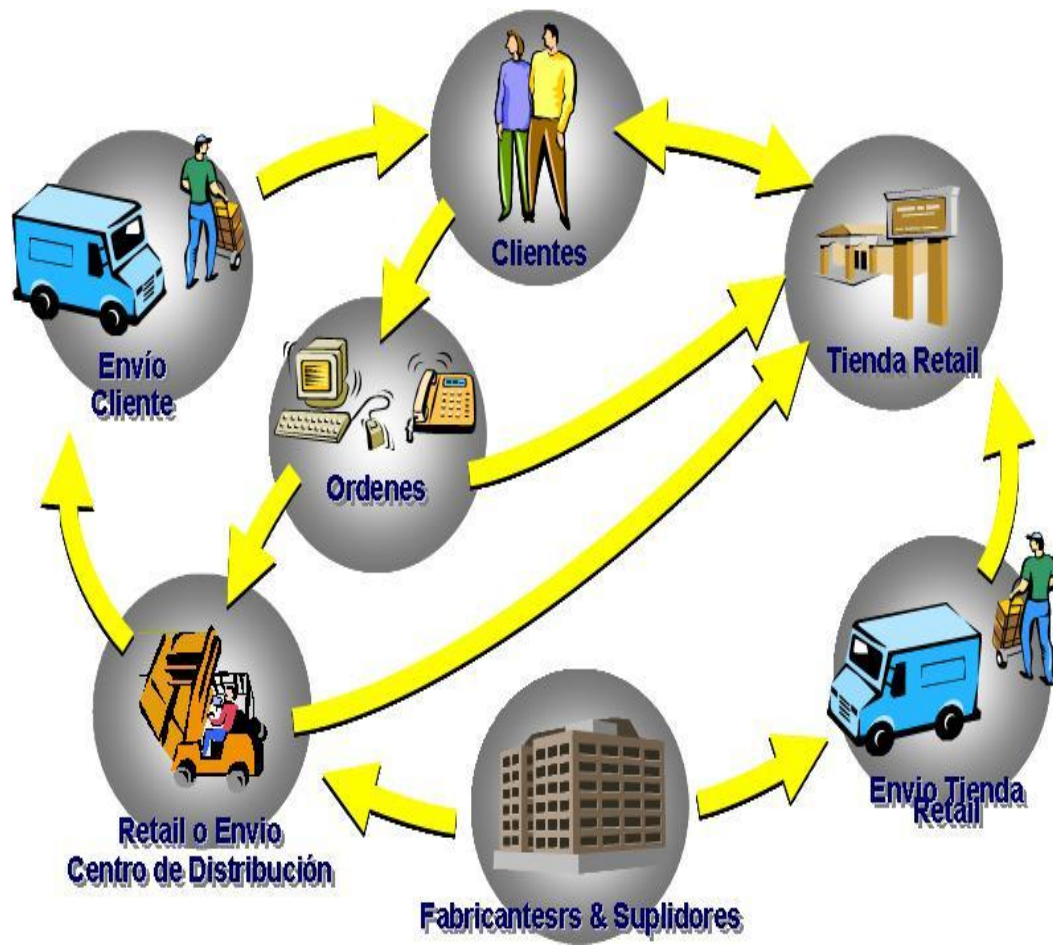 Clientes
Envío
Cliente
Tienda Retail
Ordenes
Retail o Envio
Centro de Distribución
Envio Tienda
Retail
Fabricantesrs & Suplidores